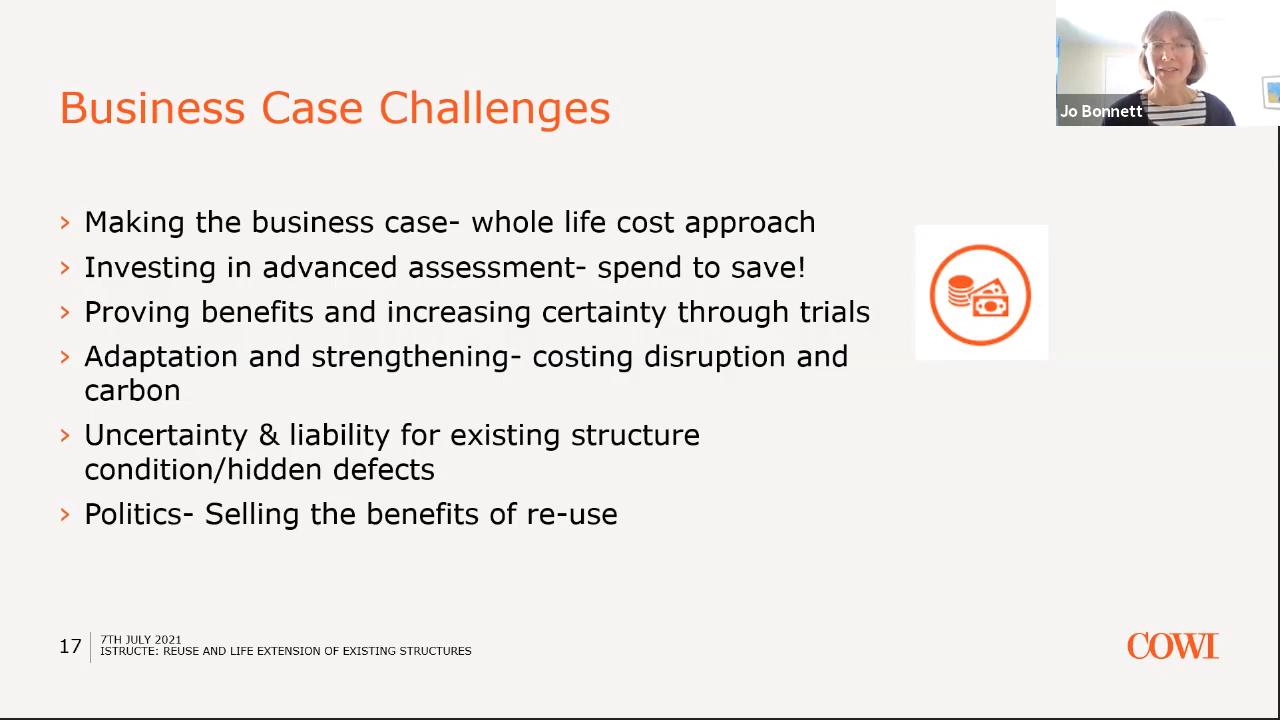 Business Case Challenges
Jo Bonnett
› Making the business case- whole life cost approach
› Investing in advanced assessment- spend to save!
› Proving benefits and increasing certainty through trials
› Adaptation and strengthening- costing disruption and
carbon
› Uncertainty & liability for existing structure
condition/hidden defects
› Politics- Selling the benefits of re-use
17
7TH JULY 2021
ISTRUCTE: REUSE AND LIFE EXTENSION OF EXISTING STRUCTURES
COWI